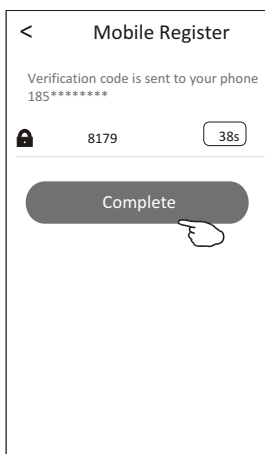 < Mobile Register
Verification code is sent to your phone
185********
8179 38s
Complete